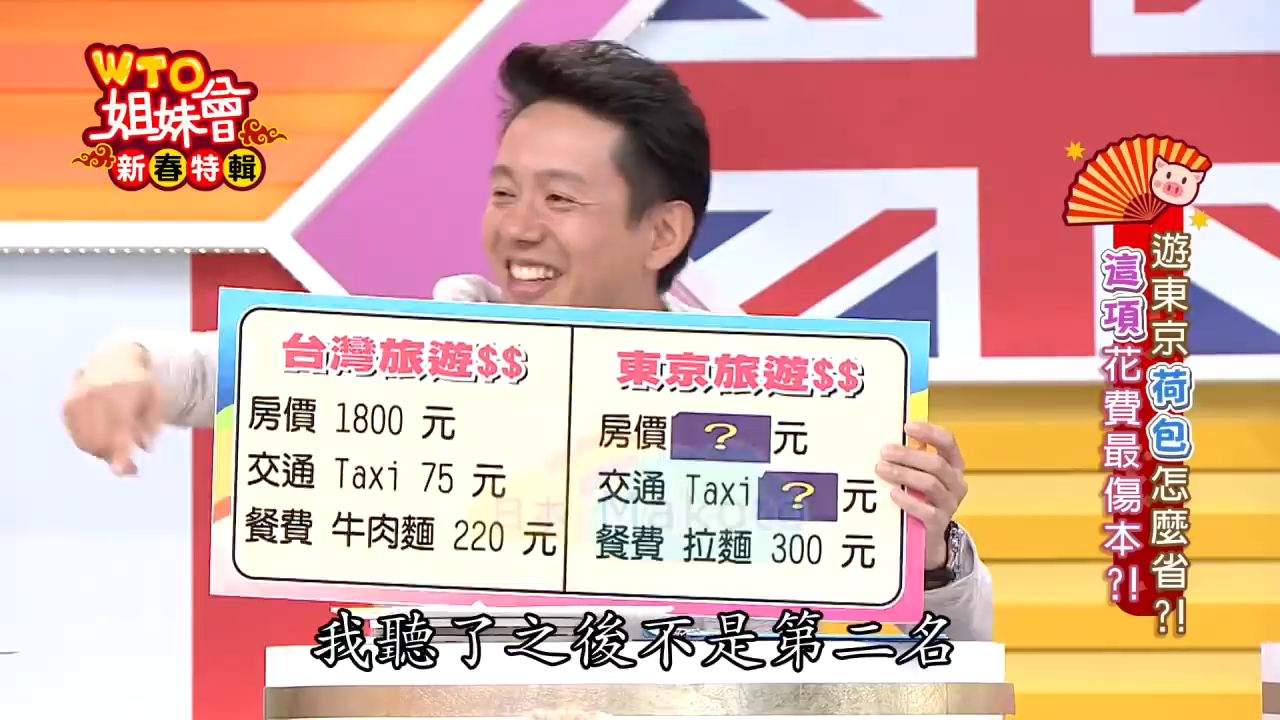 WTO
姐妹會
新春特輯
遊東京荷包怎麼省?!
這項花費最傷本?!
台灣旅遊$$
房價 1800 元
交通 Taxi 75 元
餐費 牛肉麵 220 元
東京旅遊$$
房價 ? 元
交通 Taxi ? 元
餐費 拉麵 300 元
日本 Makoto
我聽了之後不是第二名